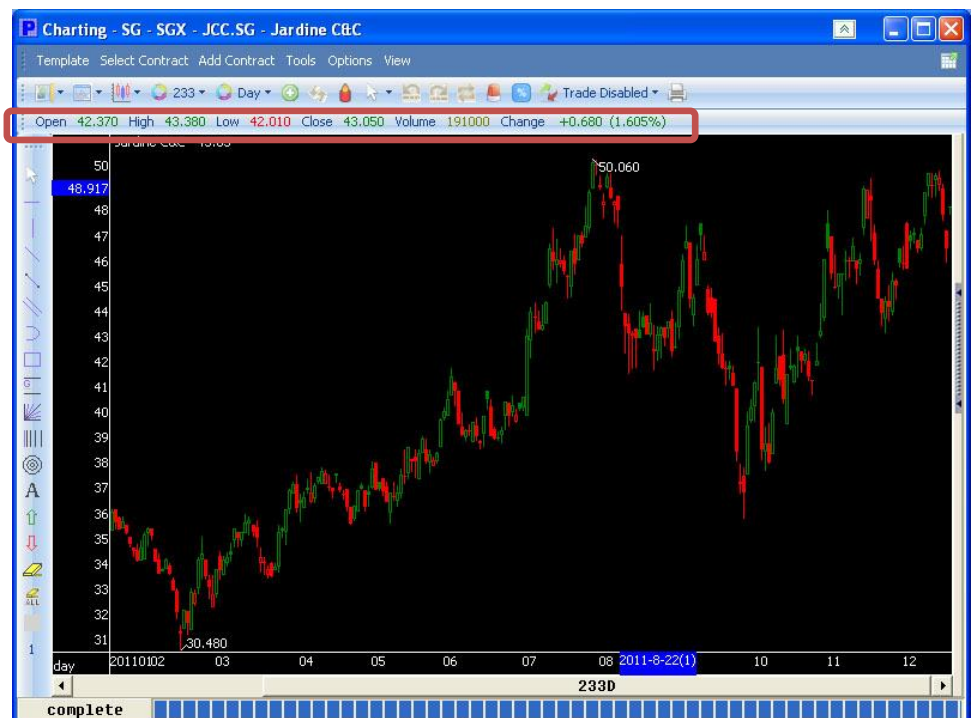 Charting - SG - SGX - JCC.SG - Jardine C&C
Template Select Contract Add Contract Tools Options View
233 Day Trade Disabled
Open 42.370 High 43.380 Low 42.010 Close 43.050 Volume 191000 Change +0.680 (1.605%)
Jardine C&C
50
50.060
48.917
48
47
46
45
44
43
42
41
40
39
38
37
36
35
34
33
32
31
30.480
G
A
ALL
1
day 20110102 03 04 05 06 07 08 2011-8-22(1) 10 11 12
233D
complete